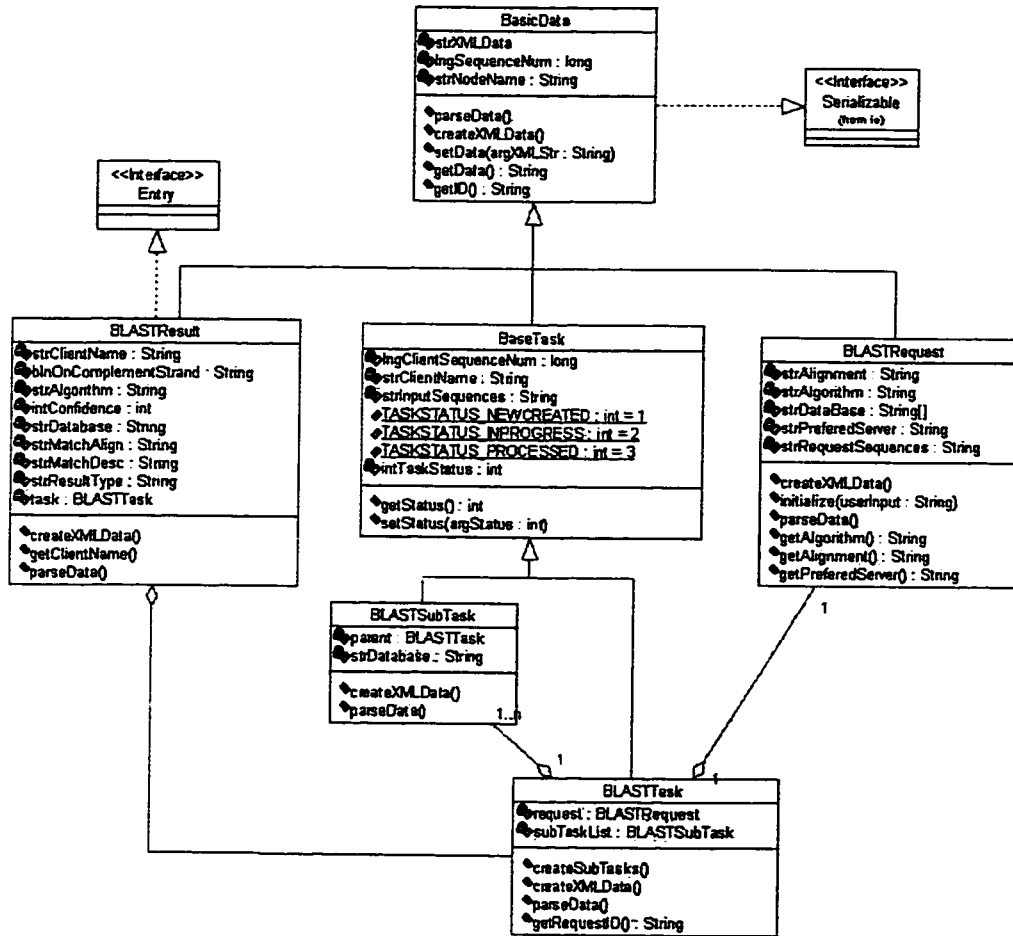 BasicData
strXMLData
lngSequenceNum : long
strNodeName : String
parseData()
createXMLData()
setData(argXMLStr : String)
getData() : String
getID() : String
<<Interface>>
Serializable
(from io)
<<Interface>>
Entry
BLASTResult
strClientName : String
blnOnComplementStrand : String
strAlgorithm : String
intConfidence : int
strDatabase : String
strMatchAlign : String
strMatchDesc : String
strResultType : String
task : BLASTTask
createXMLData()
getClientName()
parseData()
BaseTask
lngClientSequenceNum : long
strClientName : String
strInputSequences : String
TASKSTATUS_NEWCREATED : int = 1
TASKSTATUS_INPROGRESS : int = 2
TASKSTATUS_PROCESSED : int = 3
intTaskStatus : int
getStatus() : int
setStatus(argStatus : int)
BLASTRequest
strAlignment : String
strAlgorithm : String
strDataBase : String[]
strPreferedServer : String
strRequestSequences : String
createXMLData()
initialize(userInput : String)
parseData()
getAlgorithm() : String
getAlignment() : String
getPreferedServer() : String
BLASTSubTask
parent : BLASTTask
strDatabase : String
createXMLData()
parseData()
1..n
1
1
1
BLASTTask
request : BLASTRequest
subTaskList : BLASTSubTask
createSubTasks()
createXMLData()
parseData()
getRequestID() : String